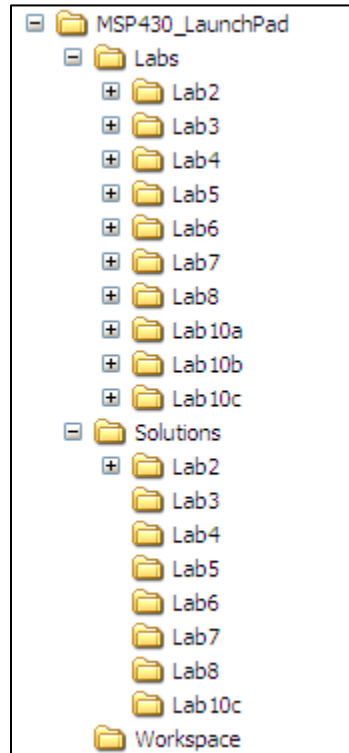 MSP430_LaunchPad
Labs
Lab2
Lab3
Lab4
Lab5
Lab6
Lab7
Lab8
Lab10a
Lab10b
Lab10c
Solutions
Lab2
Lab3
Lab4
Lab5
Lab6
Lab7
Lab8
Lab10c
Workspace